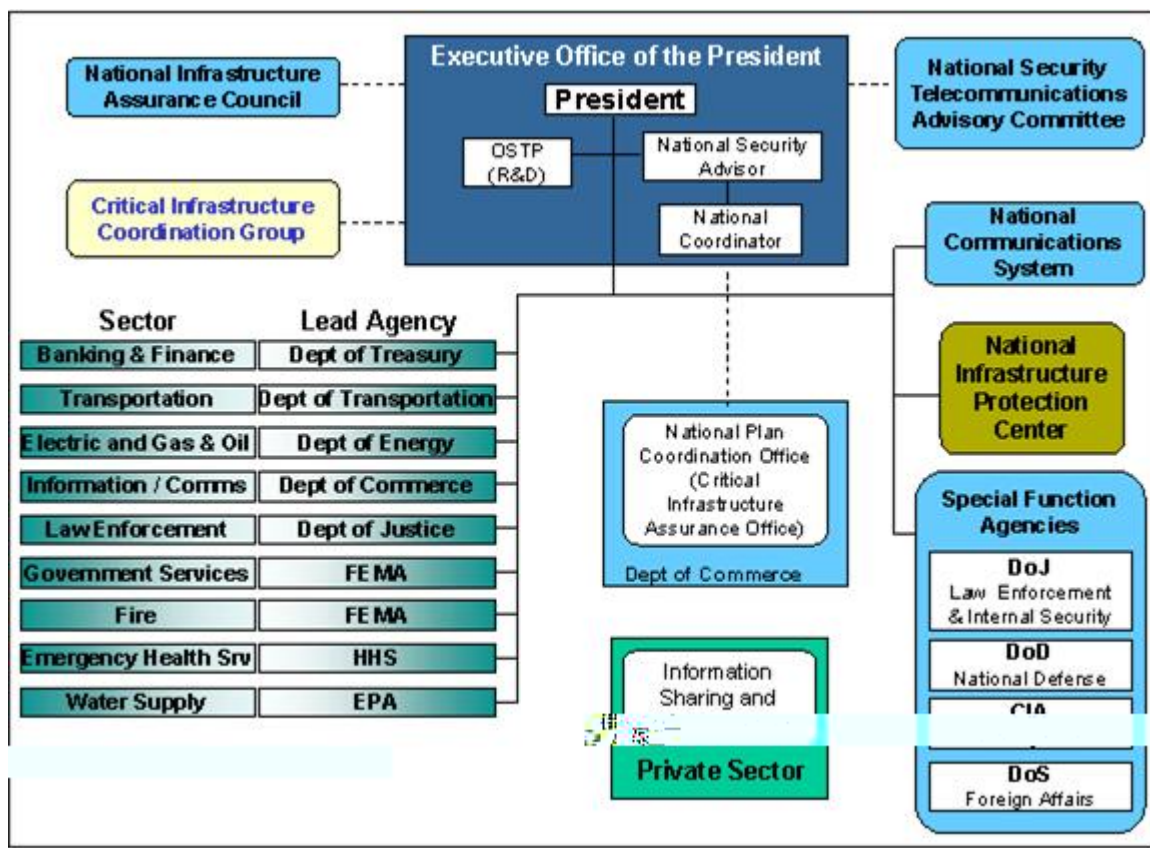 National Infrastructure
Assurance Council
Executive Office of the President
President
OSTP
(R&D)
National Security
Advisor
National
Coordinator
National Security
Telecommunications
Advisory Committee
Critical Infrastructure
Coordination Group
National
Communications
System
Sector
Lead Agency
Banking & Finance
Dept of Treasury
Transportation
Dept of Transportation
Electric and Gas & Oil
Dept of Energy
Information / Comms
Dept of Commerce
Law Enforcement
Dept of Justice
Government Services
FEMA
Fire
FEMA
Emergency Health Srv
HHS
Water Supply
EPA
National Plan
Coordination Office
(Critical
Infrastructure
Assurance Office)
Dept of Commerce
Information
Sharing and
Private Sector
National
Infrastructure
Protection
Center
Special Function
Agencies
DoJ
Law Enforcement
& Internal Security
DoD
National Defense
CIA
DoS
Foreign Affairs